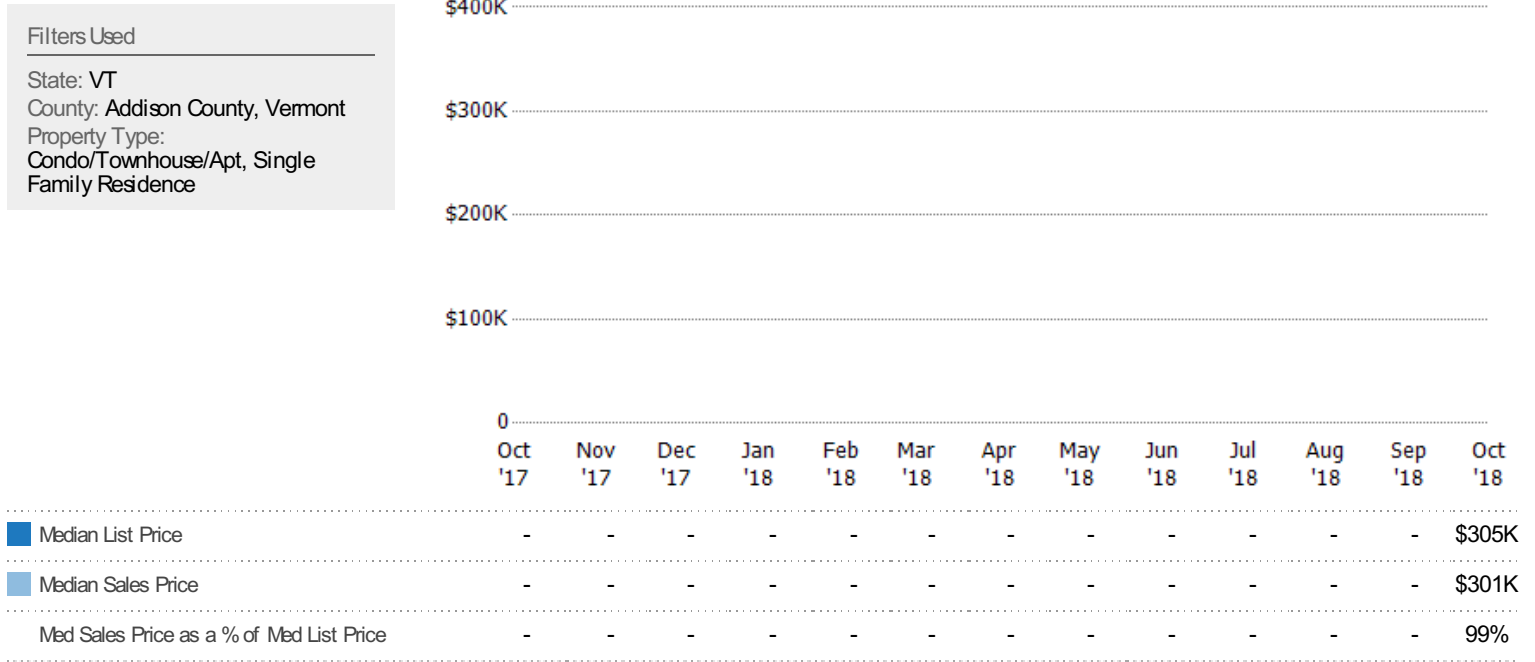 Filters Used
State: VT
County: Addison County, Vermont
Property Type:
Condo/Townhouse/Apt, Single
Family Residence
$400K
$300K
$200K
$100K
0
Oct Nov Dec Jan Feb Mar Apr May Jun Jul Aug Sep Oct
'17 '17 '17 '18 '18 '18 '18 '18 '18 '18 '18 '18 '18
Median List Price - - - - - - - - - - - - $305K
Median Sales Price - - - - - - - - - - - - $301K
Med Sales Price as a % of Med List Price - - - - - - - - - - - - 99%